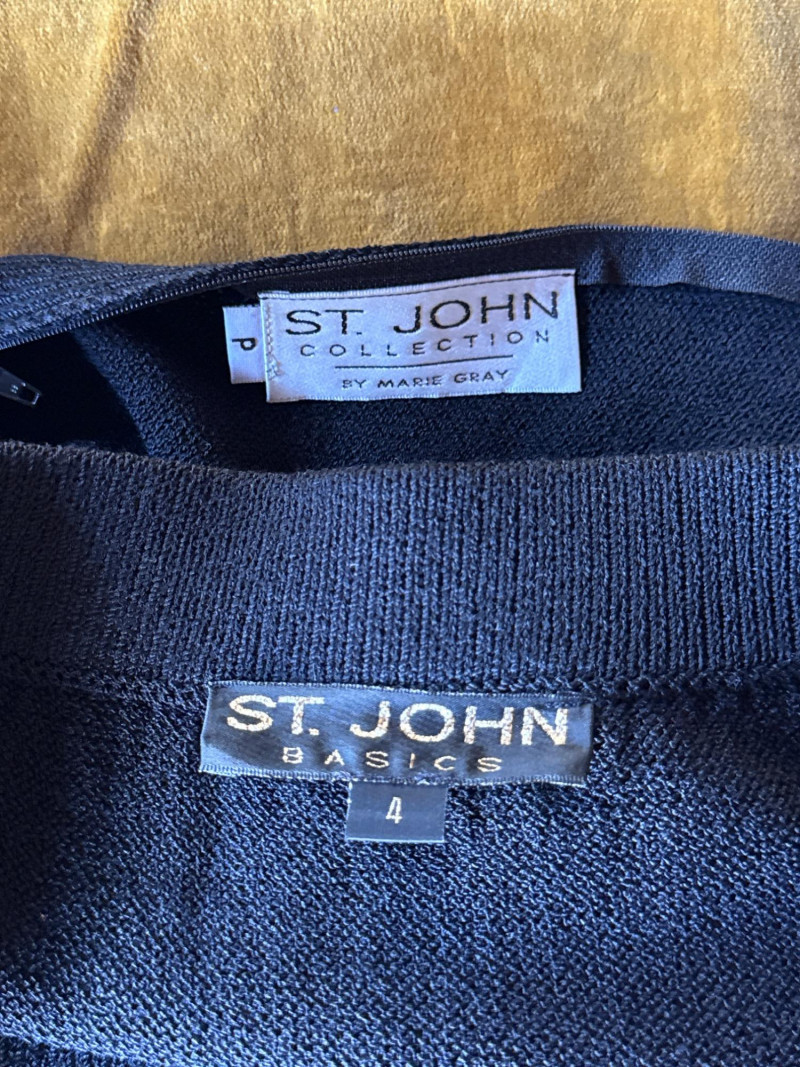 P
ST. JOHN
COLLECTION
BY MARIE GRAY
ST. JOHN
BASICS
4